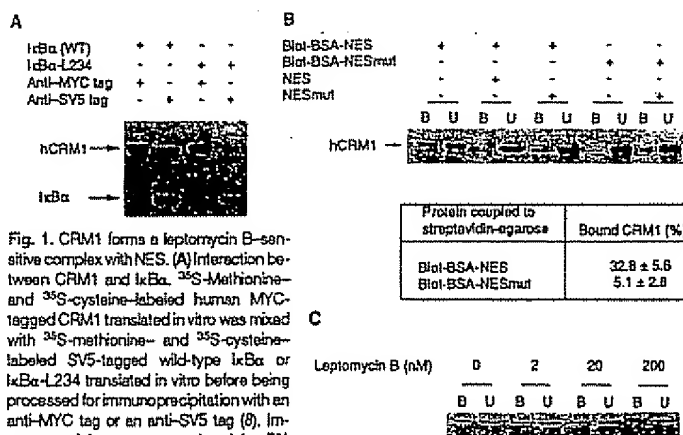 A
IκBα (WT) + + - -
IκBα-L234 - - + +
Anti-MYC tag + - + -
Anti-SV5 tag - + - +
hCRM1
IκBα
Fig. 1. CRM1 forms a leptomycin B–sen-
sitive complex with NES. (A) Interaction be-
tween CRM1 and IκBα. 35S-Methionine–
and 35S-cysteine–labeled human MYC-
tagged CRM1 translated in vitro was mixed
with 35S-methionine– and 35S-cysteine–
labeled SV5-tagged wild-type IκBα or
IκBα-L234 translated in vitro before being
processed for immunoprecipitation with an
anti-MYC tag or an anti-SV5 tag (8). Im-
B
Biot-BSA-NES + + + - -
Biot-BSA-NESmut - - - + +
NES - + - - -
NESmut - - + - +
B U B U B U B U B U
hCRM1
Protein coupled to
streptavidin-agarose Bound CRM1 (%
Biot-BSA-NES 32.8 ± 5.6
Biot-BSA-NESmut 5.1 ± 2.8
C
Leptomycin B (nM) 0 2 20 200
B U B U B U B U